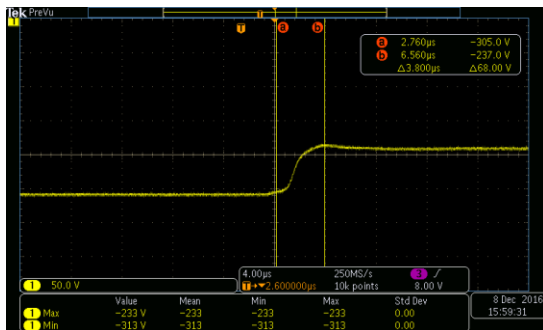 Tek PreVu
T
1
T a b
a 2.760µs -305.0 V
b 6.560µs -237.0 V
Δ3.800µs Δ68.00 V
1 50.0 V
4.00µs 250MS/s 3 ∫
T→▼2.600000µs 10k points 8.00 V
Value Mean Min Max Std Dev
1 Max -233 V -233 -233 -233 0.00
1 Min -313 V -313 -313 -313 0.00
8 Dec 2016
15:59:31